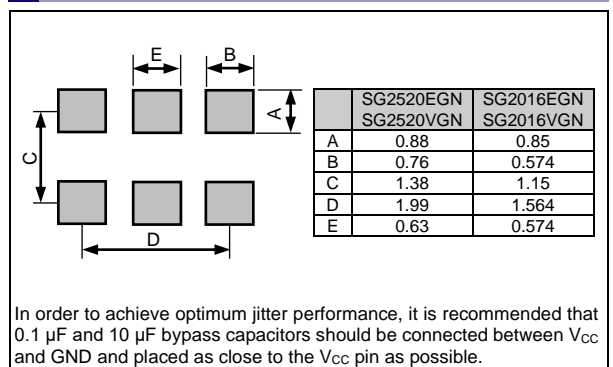 E
B
A
C
D
SG2520EGN SG2016EGN
SG2520VGN SG2016VGN
A 0.88 0.85
B 0.76 0.574
C 1.38 1.15
D 1.99 1.564
E 0.63 0.574
In order to achieve optimum jitter performance, it is recommended that
0.1 µF and 10 µF bypass capacitors should be connected between VCC
and GND and placed as close to the VCC pin as possible.